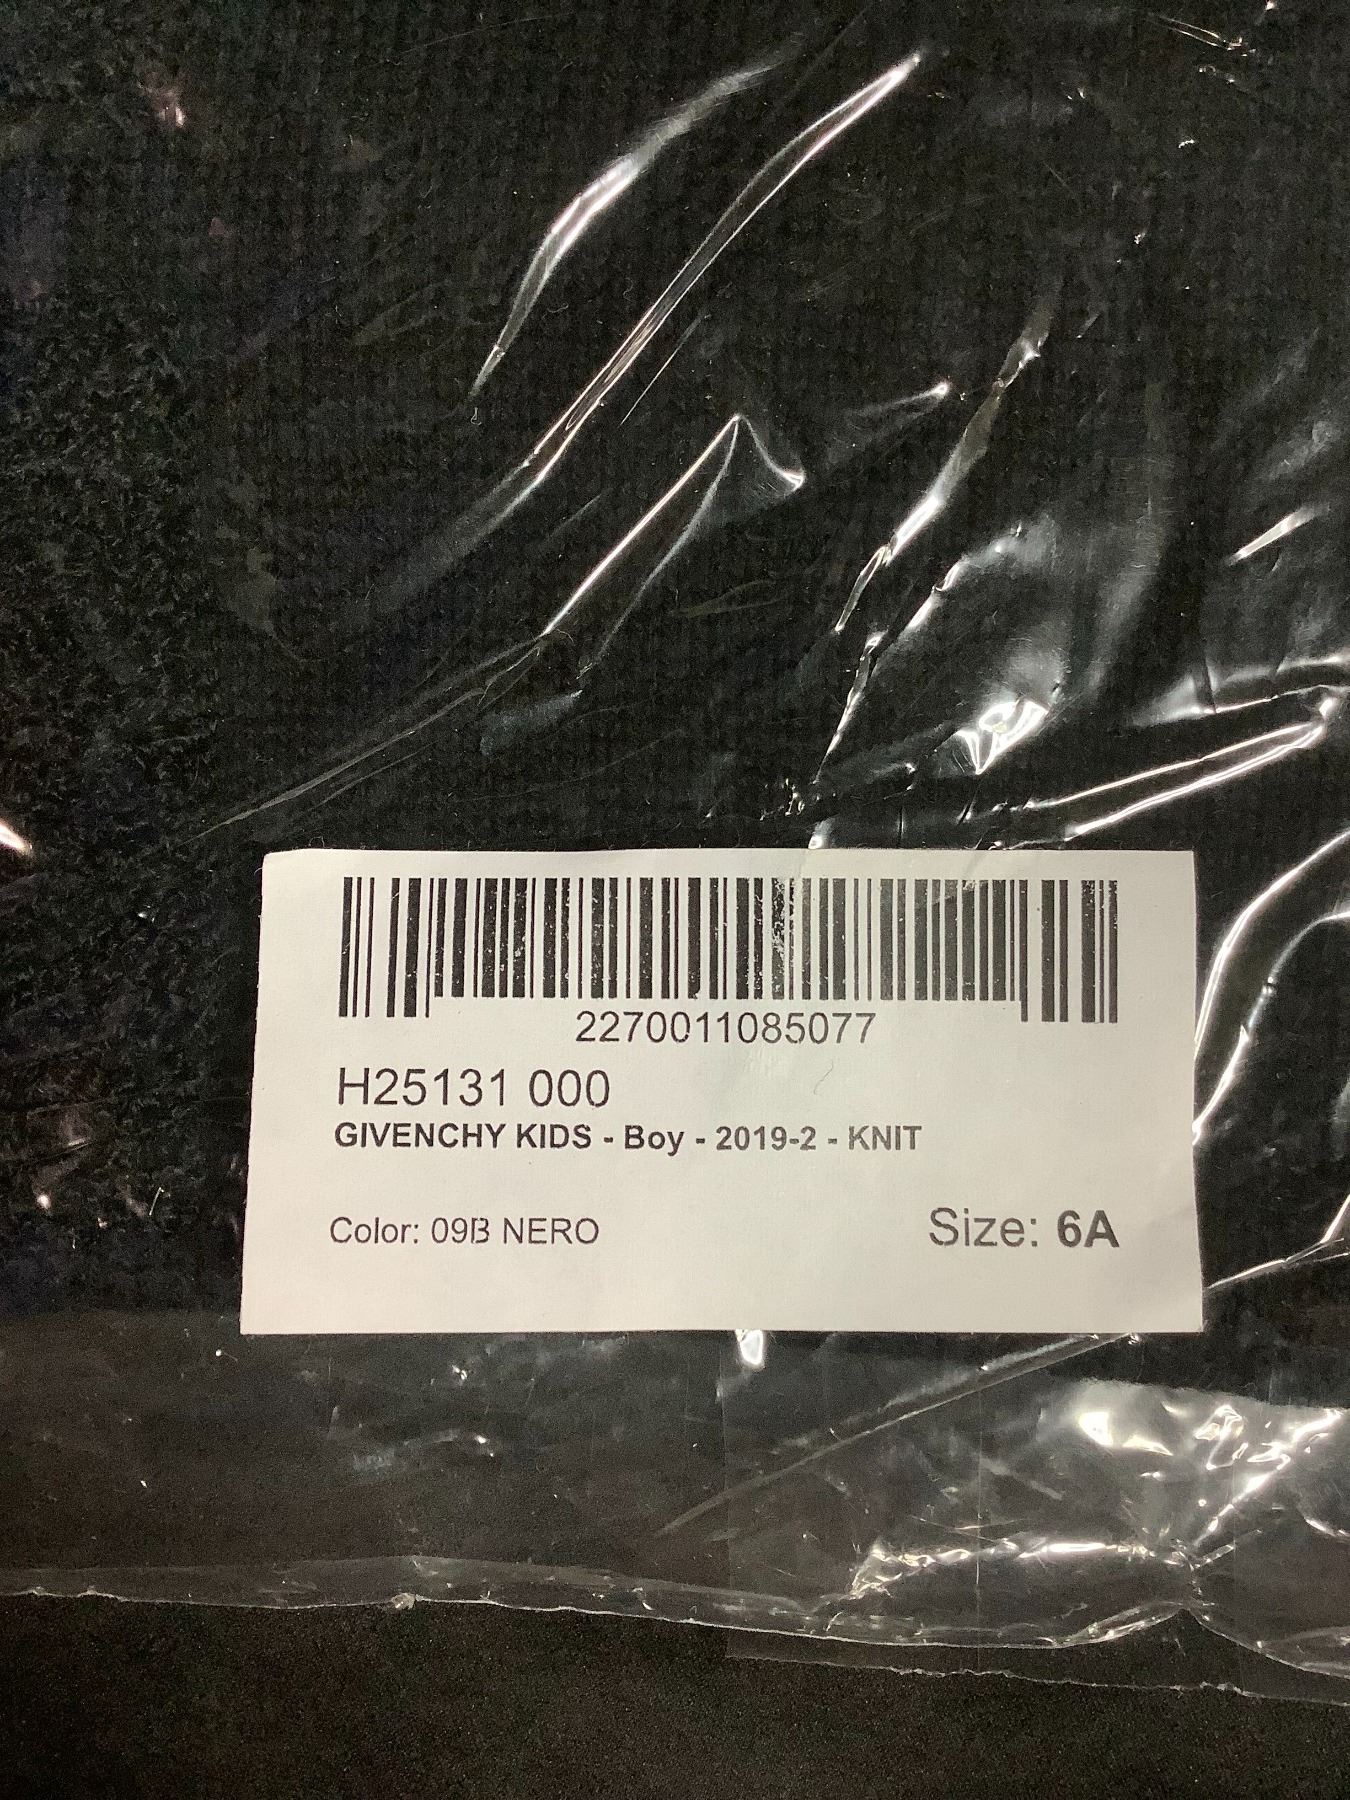 2270011085077
H25131 000
GIVENCHY KIDS - Boy - 2019-2 - KNIT
Color: 09B NERO
Size: 6A